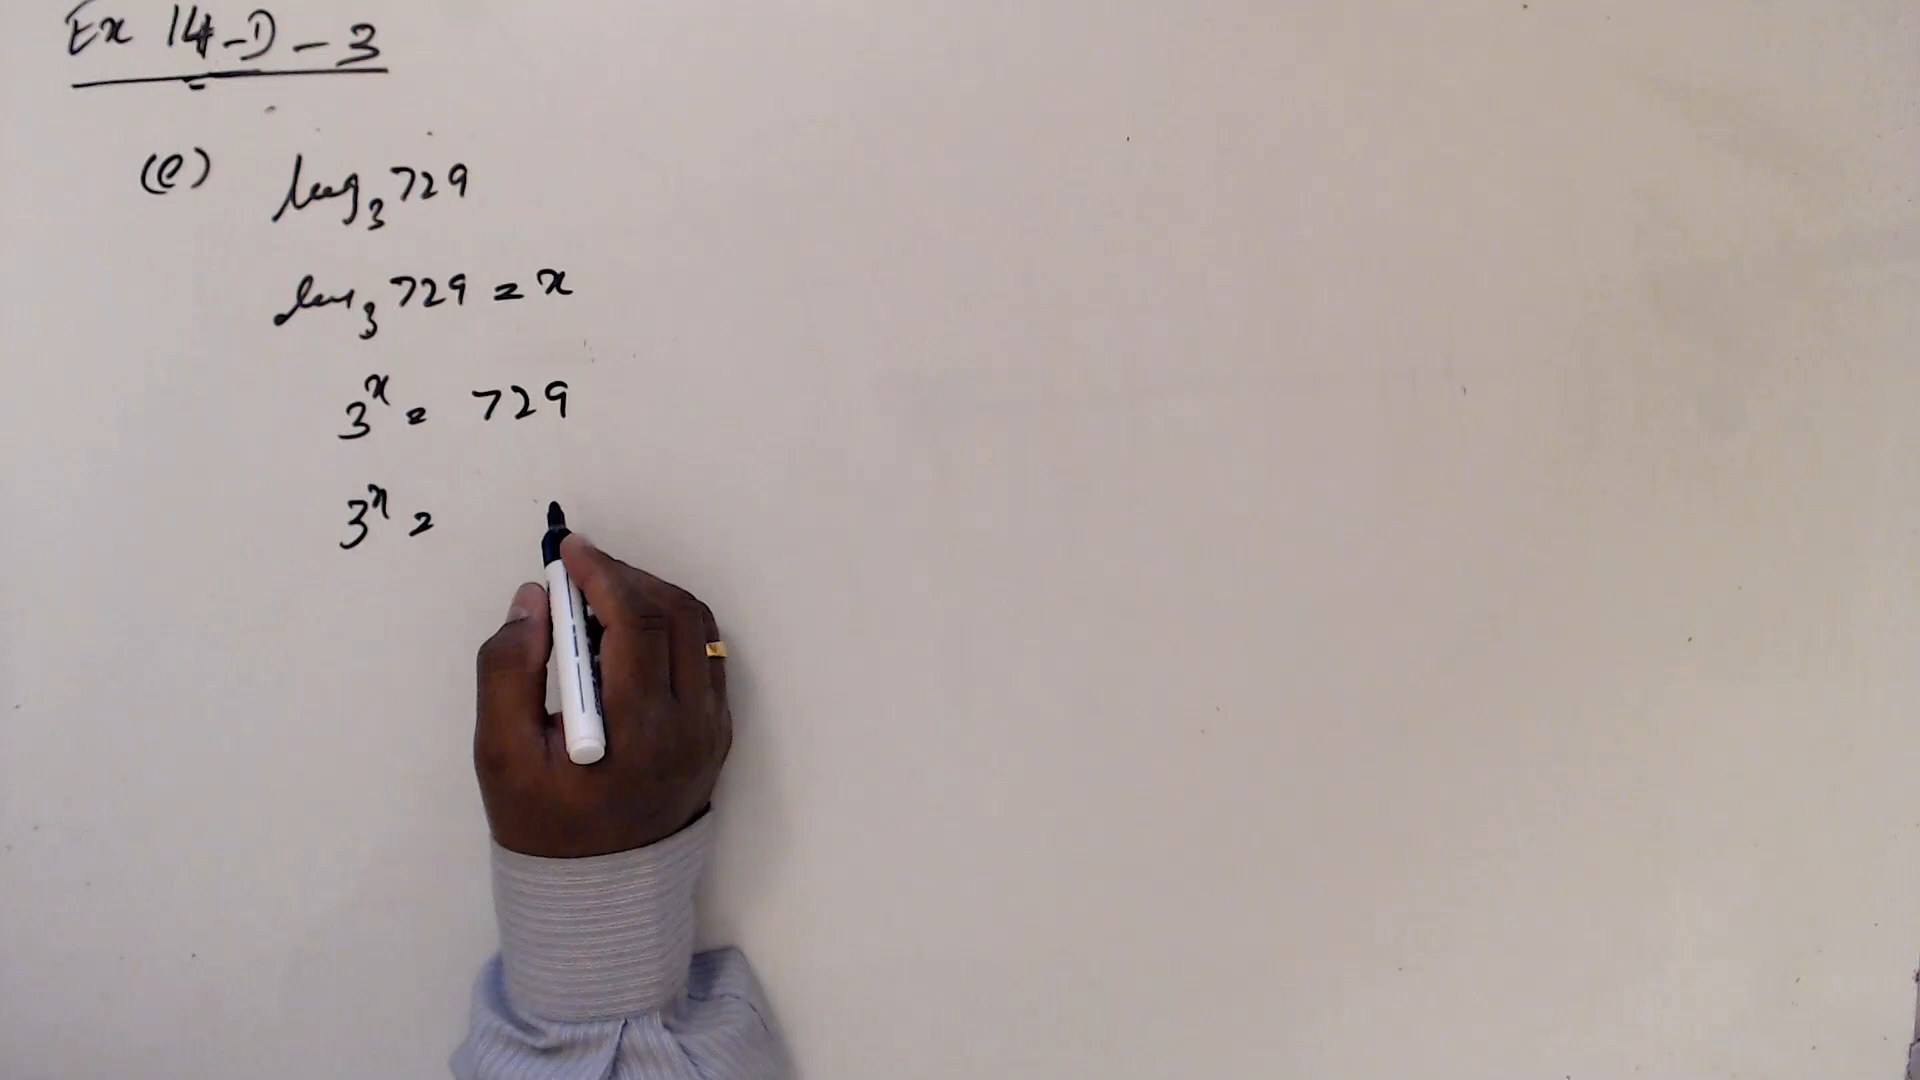 Ex 14-D-3
(e) log₃ 729
log₃ 729 = x
3ˣ = 729
3ˣ =